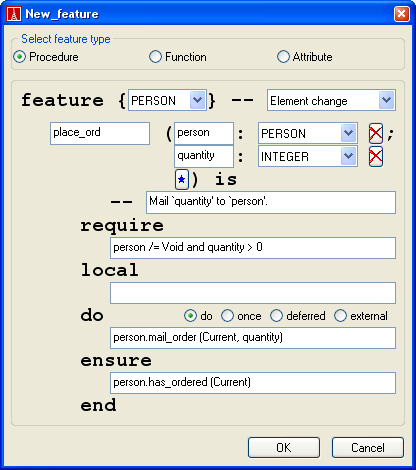 New_feature
Select feature type
Procedure Function Attribute
feature { PERSON } -- Element change
place_ord ( person : PERSON ;
quantity : INTEGER
* ) is
-- Mail `quantity' to `person'.
require
person /= Void and quantity > 0
local
do do once deferred external
person.mail_order (Current, quantity)
ensure
person.has_ordered (Current)
end
OK Cancel